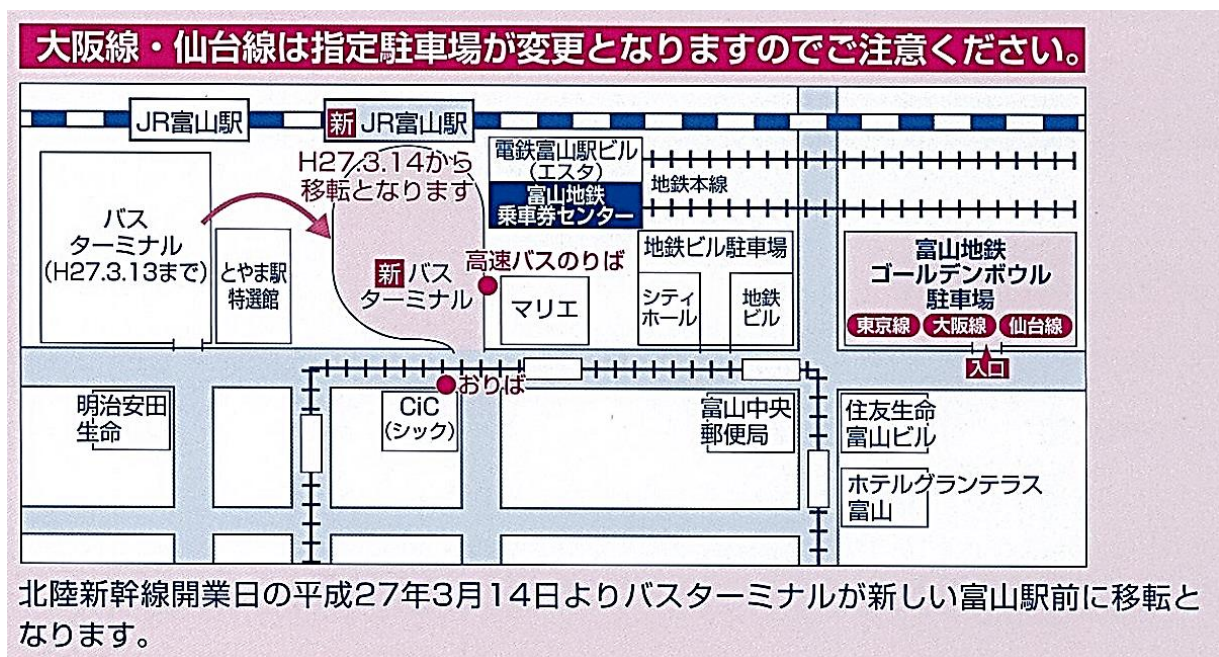 大阪線・仙台線は指定駐車場が変更となりますのでご注意ください。
JR富山駅
新 JR富山駅
H27.3.14から
移転となります
電鉄富山駅ビル
(エスタ)
富山地鉄
乗車券センター
地鉄本線
バス
ターミナル
(H27.3.13まで)
とやま駅
特選館
新 バス
ターミナル
高速バスのりば
マリエ
地鉄ビル駐車場
シティ
ホール
地鉄
ビル
富山地鉄
ゴールデンボウル
駐車場
東京線 大阪線 仙台線
入口
おりば
明治安田
生命
CiC
(シック)
富山中央
郵便局
住友生命
富山ビル
ホテルグランテラス
富山
北陸新幹線開業日の平成27年3月14日よりバスターミナルが新しい富山駅前に移転と
なります。